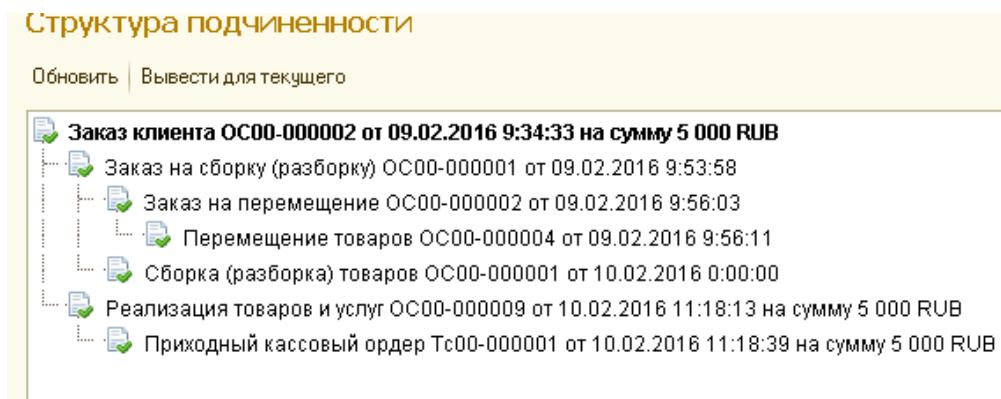 Структура подчиненности
Обновить Вывести для текущего
Заказ клиента ОС00-000002 от 09.02.2016 9:34:33 на сумму 5 000 RUB
Заказ на сборку (разборку) ОС00-000001 от 09.02.2016 9:53:58
Заказ на перемещение ОС00-000002 от 09.02.2016 9:56:03
Перемещение товаров ОС00-000004 от 09.02.2016 9:56:11
Сборка (разборка) товаров ОС00-000001 от 10.02.2016 0:00:00
Реализация товаров и услуг ОС00-000009 от 10.02.2016 11:18:13 на сумму 5 000 RUB
Приходный кассовый ордер Тс00-000001 от 10.02.2016 11:18:39 на сумму 5 000 RUB